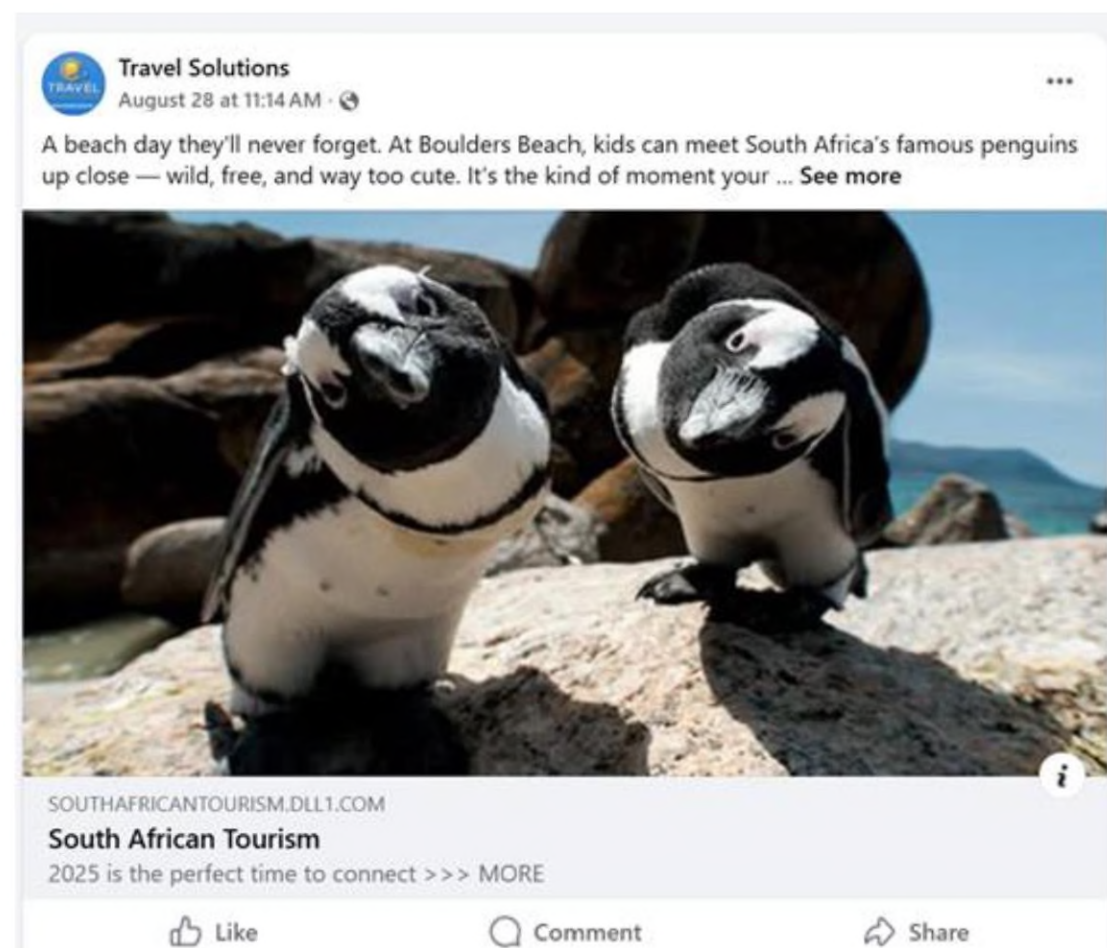 Travel Solutions
TRAVEL
August 28 at 11:14 AM ·
A beach day they'll never forget. At Boulders Beach, kids can meet South Africa's famous penguins
up close — wild, free, and way too cute. It's the kind of moment your ... See more
i
SOUTHAFRICANTOURISM.DLL1.COM
South African Tourism
2025 is the perfect time to connect >>> MORE
Like Comment Share